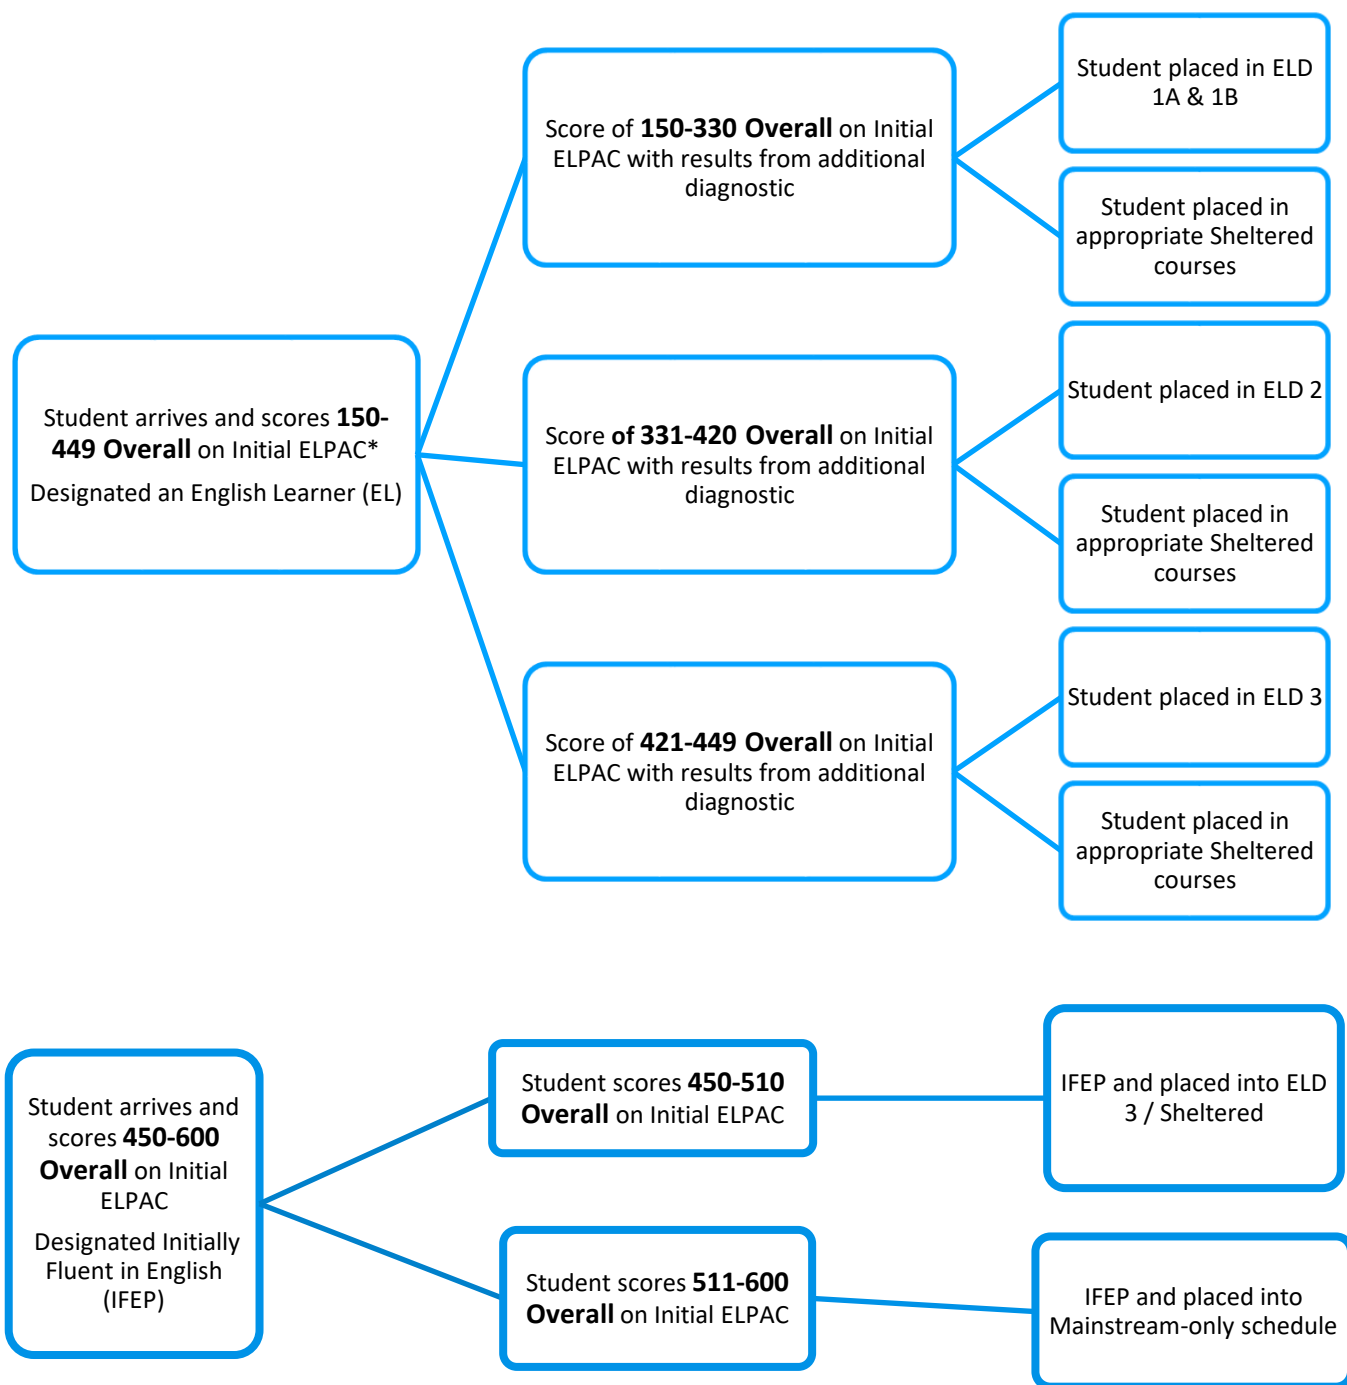 Student arrives and scores 150-
449 Overall on Initial ELPAC*
Designated an English Learner (EL)
Score of 150-330 Overall on Initial
ELPAC with results from additional
diagnostic
Student placed in ELD
1A & 1B
Student placed in
appropriate Sheltered
courses
Score of 331-420 Overall on Initial
ELPAC with results from additional
diagnostic
Student placed in ELD 2
Student placed in
appropriate Sheltered
courses
Score of 421-449 Overall on Initial
ELPAC with results from additional
diagnostic
Student placed in ELD 3
Student placed in
appropriate Sheltered
courses
Student arrives and
scores 450-600
Overall on Initial
ELPAC
Designated Initially
Fluent in English
(IFEP)
Student scores 450-510
Overall on Initial ELPAC
IFEP and placed into ELD
3 / Sheltered
Student scores 511-600
Overall on Initial ELPAC
IFEP and placed into
Mainstream-only schedule